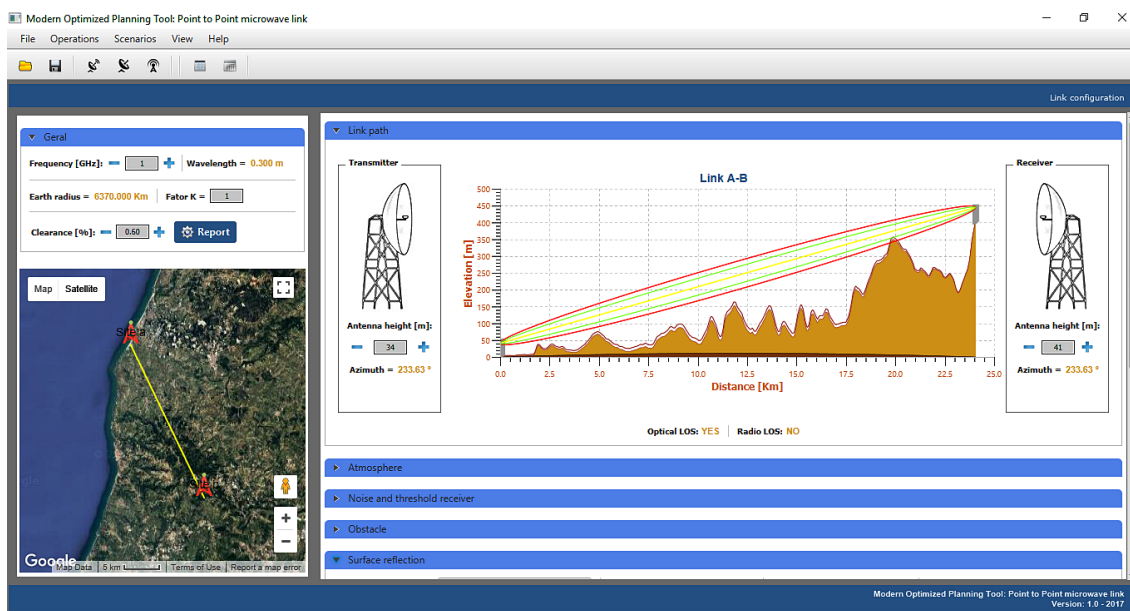 Modern Optimized Planning Tool: Point to Point microwave link
File Operations Scenarios View Help
Link configuration
Geral
Frequency [GHz]: 1 Wavelength = 0.300 m
Earth radius = 6370.000 Km Fator K = 1
Clearance [%]: 0.60 Report
Map Satellite
Google
Map Data 5 km Terms of Use Report a map error
Link path
Transmitter
Antenna height [m]:
34
Azimuth = 233.63 º
Link A-B
Elevation [m]
500
450
400
350
300
250
200
150
100
50
0
0.0 2.5 5.0 7.5 10.0 12.5 15.0 17.5 20.0 22.5 25.0
Distance [Km]
Receiver
Antenna height [m]:
41
Azimuth = 233.63 º
Optical LOS: YES Radio LOS: NO
Atmosphere
Noise and threshold receiver
Obstacle
Surface reflection
Modern Optimized Planning Tool: Point to Point microwave link
Version: 1.0 - 2017